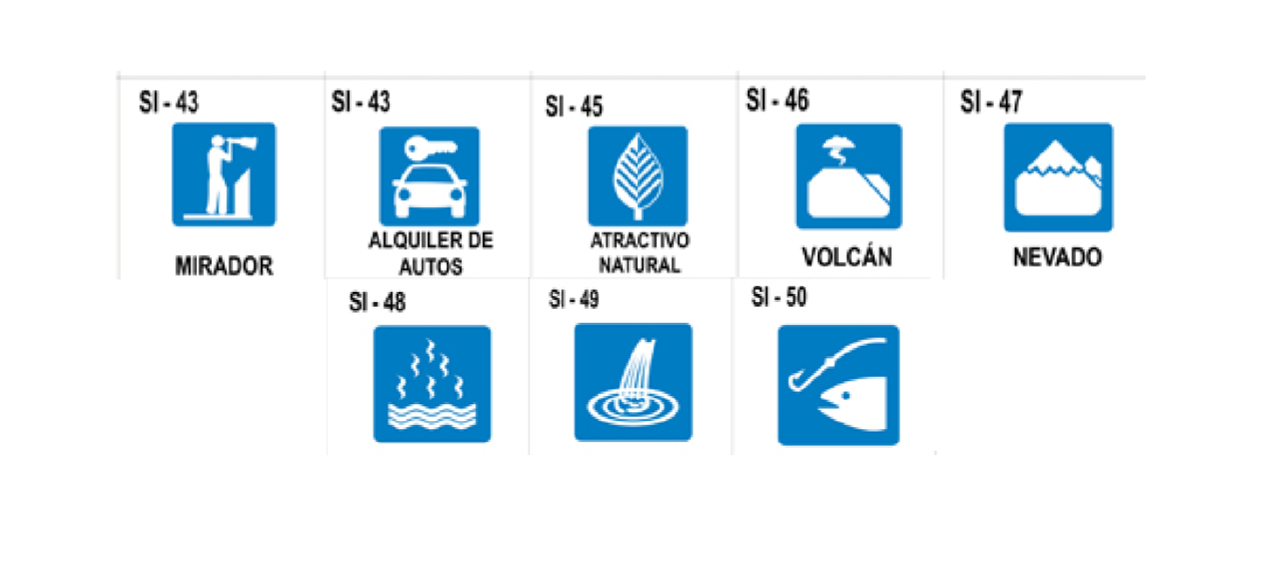 SI - 43
SI - 43
SI - 45
SI - 46
SI - 47
MIRADOR
ALQUILER DE
AUTOS
ATRACTIVO
NATURAL
VOLCÁN
NEVADO
SI - 48
SI - 49
SI - 50